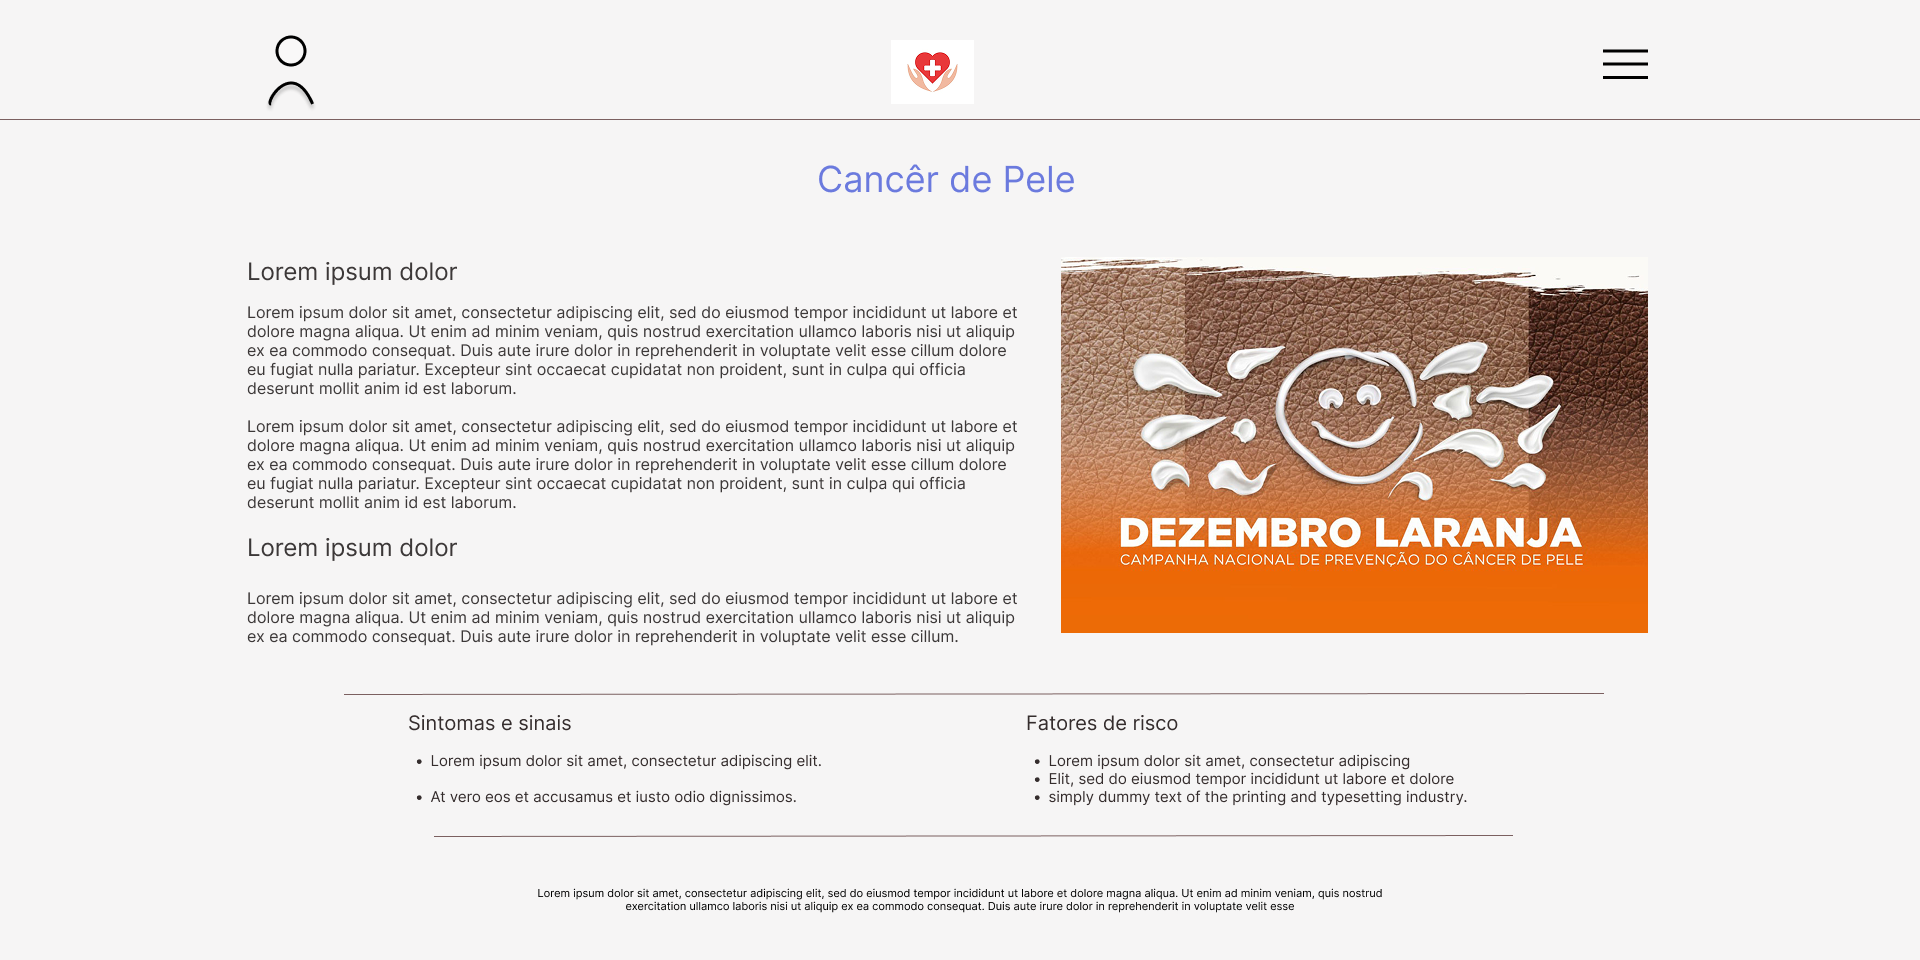 Cancêr de Pele
Lorem ipsum dolor
Lorem ipsum dolor sit amet, consectetur adipiscing elit, sed do eiusmod tempor incididunt ut labore et
dolore magna aliqua. Ut enim ad minim veniam, quis nostrud exercitation ullamco laboris nisi ut aliquip
ex ea commodo consequat. Duis aute irure dolor in reprehenderit in voluptate velit esse cillum dolore
eu fugiat nulla pariatur. Excepteur sint occaecat cupidatat non proident, sunt in culpa qui officia
deserunt mollit anim id est laborum.
Lorem ipsum dolor sit amet, consectetur adipiscing elit, sed do eiusmod tempor incididunt ut labore et
dolore magna aliqua. Ut enim ad minim veniam, quis nostrud exercitation ullamco laboris nisi ut aliquip
ex ea commodo consequat. Duis aute irure dolor in reprehenderit in voluptate velit esse cillum dolore
eu fugiat nulla pariatur. Excepteur sint occaecat cupidatat non proident, sunt in culpa qui officia
deserunt mollit anim id est laborum.
Lorem ipsum dolor
Lorem ipsum dolor sit amet, consectetur adipiscing elit, sed do eiusmod tempor incididunt ut labore et
dolore magna aliqua. Ut enim ad minim veniam, quis nostrud exercitation ullamco laboris nisi ut aliquip
ex ea commodo consequat. Duis aute irure dolor in reprehenderit in voluptate velit esse cillum.
DEZEMBRO LARANJA
CAMPANHA NACIONAL DE PREVENÇÃO DO CÂNCER DE PELE
Sintomas e sinais
• Lorem ipsum dolor sit amet, consectetur adipiscing elit.
• At vero eos et accusamus et iusto odio dignissimos.
Fatores de risco
• Lorem ipsum dolor sit amet, consectetur adipiscing
• Elit, sed do eiusmod tempor incididunt ut labore et dolore
• simply dummy text of the printing and typesetting industry.
Lorem ipsum dolor sit amet, consectetur adipiscing elit, sed do eiusmod tempor incididunt ut labore et dolore magna aliqua. Ut enim ad minim veniam, quis nostrud
exercitation ullamco laboris nisi ut aliquip ex ea commodo consequat. Duis aute irure dolor in reprehenderit in voluptate velit esse